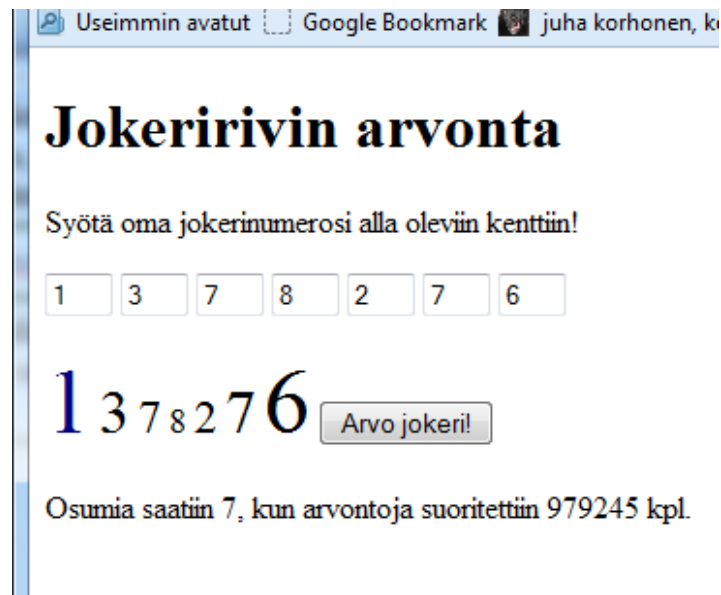 Useimmin avatut Google Bookmark juha korhonen,
Jokeririvin arvonta
Syötä oma jokerinumerosi alla oleviin kenttiin!
1 3 7 8 2 7 6
1 3 7 8 2 7 6 Arvo jokeri!
Osumia saatiin 7, kun arvontoja suoritettiin 979245 kpl.